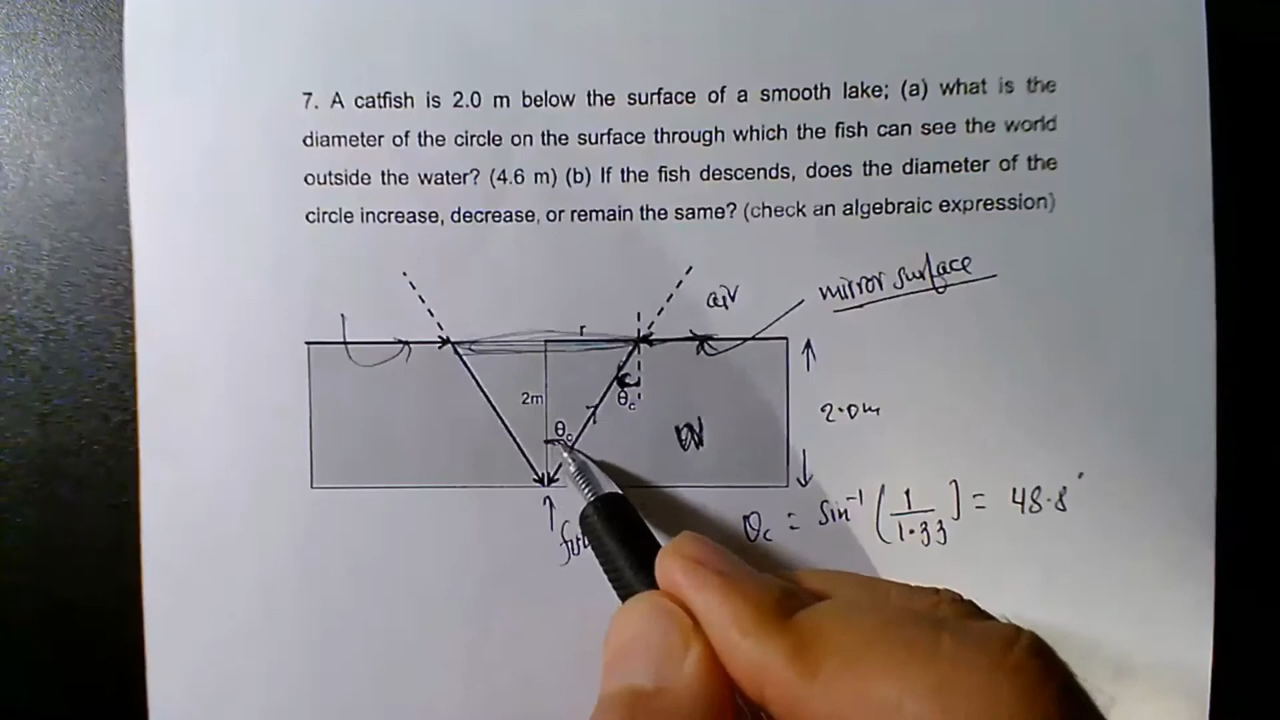 7. A catfish is 2.0 m below the surface of a smooth lake; (a) what is the
diameter of the circle on the surface through which the fish can see the world
outside the water? (4.6 m) (b) If the fish descends, does the diameter of the
circle increase, decrease, or remain the same? (check an algebraic expression)
air
mirror surface
r
2m
θc
θc
2.0m
θc = sin⁻¹(1/1.33) = 48.8°